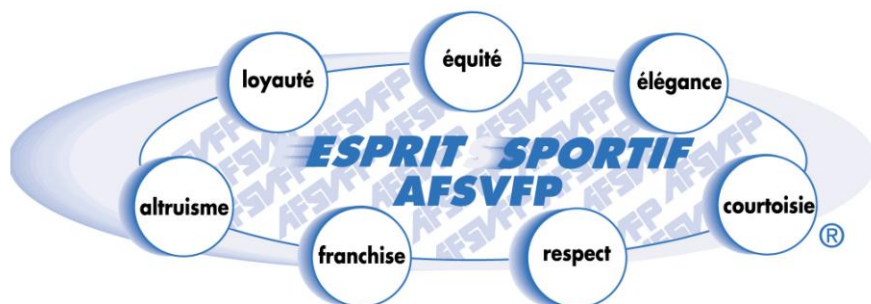 loyauté
équité
élégance
ESPRIT SPORTIF
AFSVFP
altruisme
courtoisie
franchise
respect
®